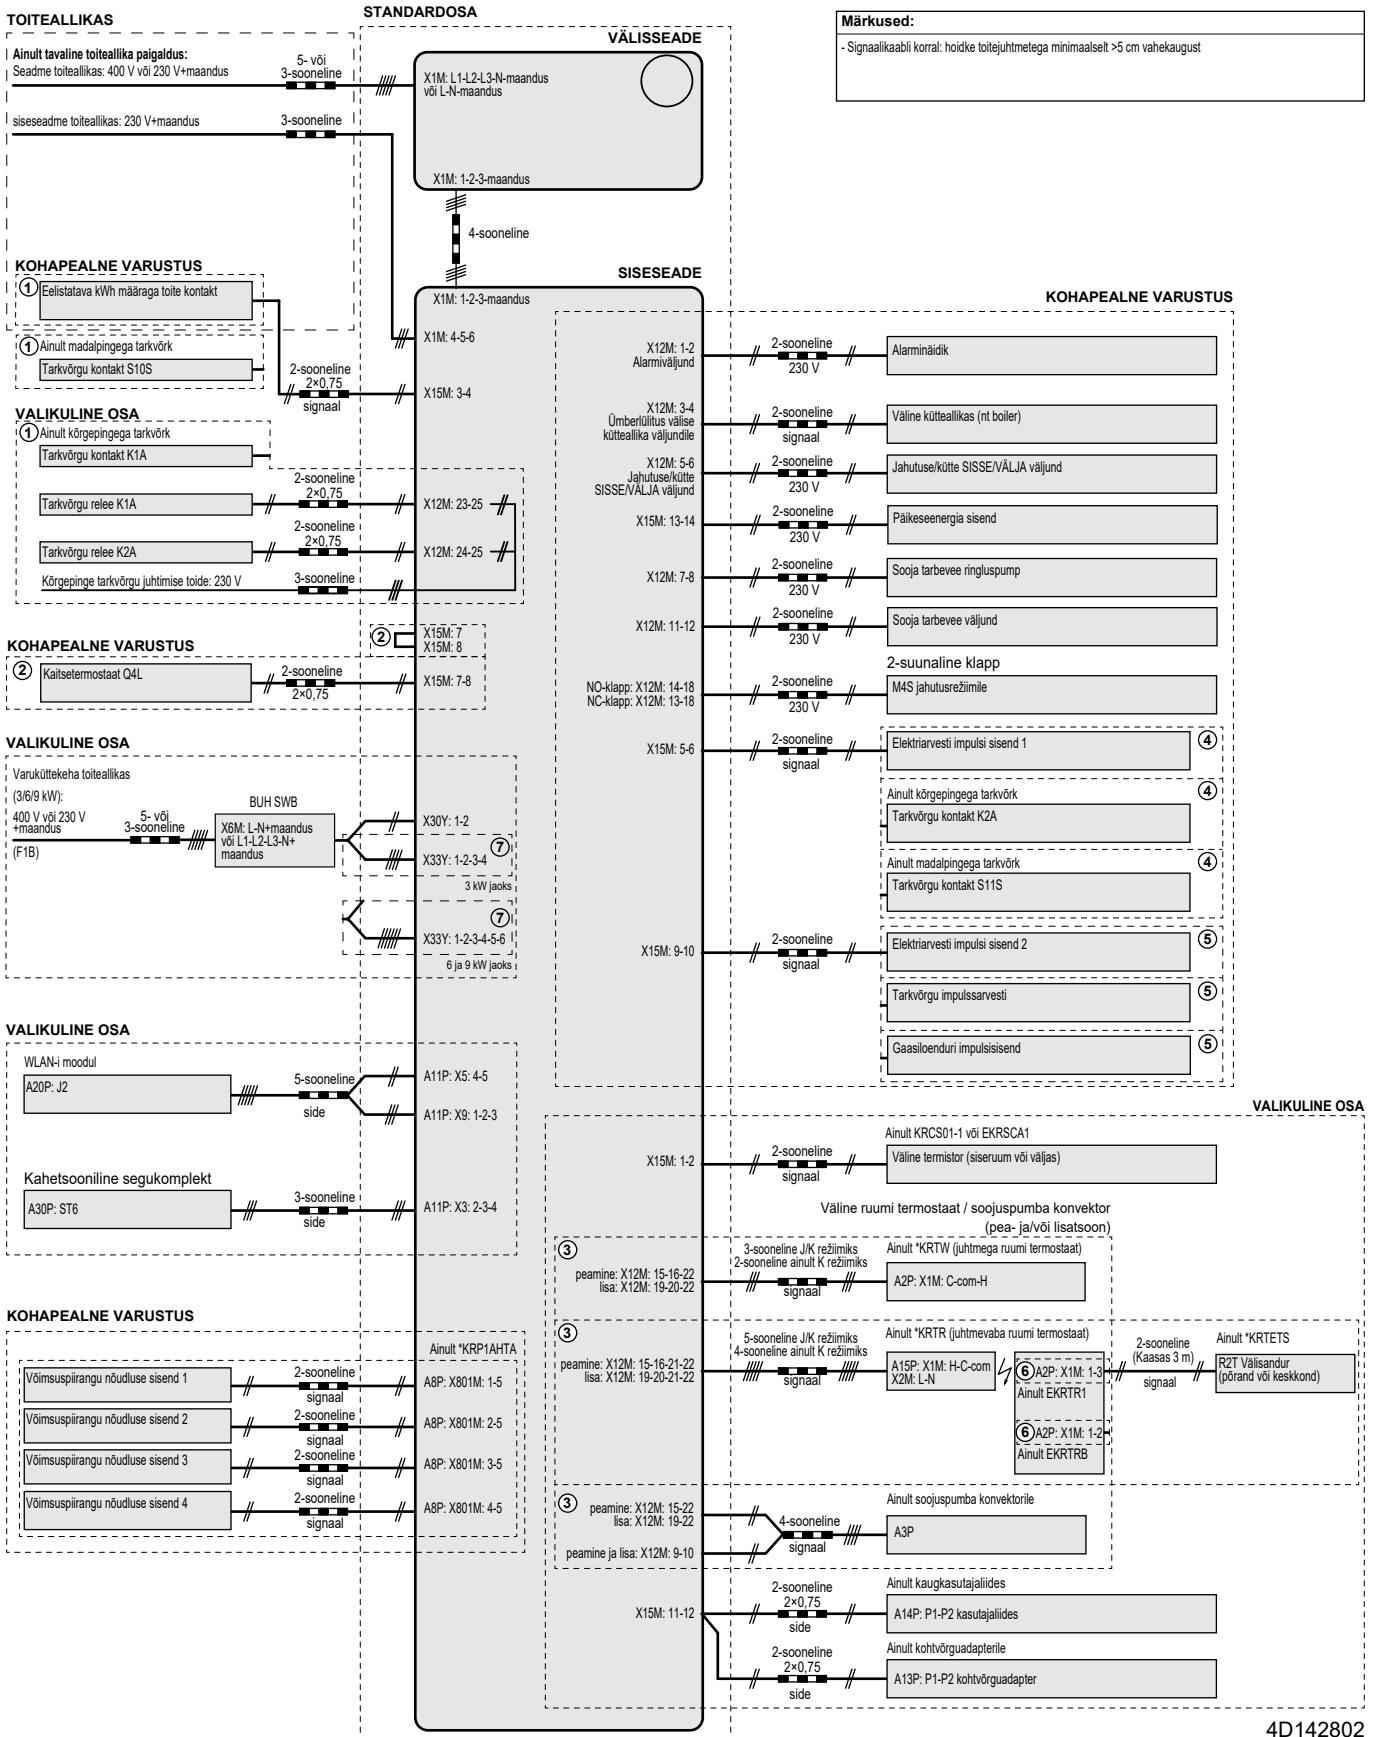 TOITEALLIKAS
Ainult tavaline toiteallika paigaldus:
Seadme toiteallikas: 400 V või 230 V+maandus
5- või
3-sooneline
siseseadme toiteallikas: 230 V+maandus
3-sooneline
STANDARDOSA
VÄLISSEADE
X1M: L1-L2-L3-N-maandus
või L-N-maandus
X1M: 1-2-3-maandus
4-sooneline
Märkused:
- Signaalikaabli korral: hoidke toitejuhtmetega minimaalselt >5 cm vahekaugust
KOHAPEALNE VARUSTUS
1
Eelistatava kWh määraga toite kontakt
1
Ainult madalpingega tarkvõrk
Tarkvõrgu kontakt S10S
2-sooneline
2×0,75
signaal
VALIKULINE OSA
1
Ainult kõrgepingega tarkvõrk
Tarkvõrgu kontakt K1A
Tarkvõrgu relee K1A
2-sooneline
2×0,75
Tarkvõrgu relee K2A
2-sooneline
2×0,75
Kõrgepinge tarkvõrgu juhtimise toide: 230 V
3-sooneline
SISESEADE
X1M: 1-2-3-maandus
X1M: 4-5-6
X15M: 3-4
X12M: 23-25
X12M: 24-25
2
X15M: 7
X15M: 8
KOHAPEALNE VARUSTUS
2
Kaitsetermostaat Q4L
2-sooneline
2×0,75
X15M: 7-8
VALIKULINE OSA
Varuküttekeha toiteallikas
(3/6/9 kW):
400 V või 230 V
+maandus
(F1B)
5- või
3-sooneline
BUH SWB
X6M: L-N+maandus
või L1-L2-L3-N+
maandus
X30Y: 1-2
7
X33Y: 1-2-3-4
3 kW jaoks
7
X33Y: 1-2-3-4-5-6
6 ja 9 kW jaoks
VALIKULINE OSA
WLAN-i moodul
A20P: J2
5-sooneline
side
A11P: X5: 4-5
A11P: X9: 1-2-3
Kahetsooniline segukomplekt
A30P: ST6
3-sooneline
side
A11P: X3: 2-3-4
KOHAPEALNE VARUSTUS
Ainult *KRP1AHTA
Võimsuspiirangu nõudluse sisend 1
2-sooneline
signaal
A8P: X801M: 1-5
Võimsuspiirangu nõudluse sisend 2
2-sooneline
signaal
A8P: X801M: 2-5
Võimsuspiirangu nõudluse sisend 3
2-sooneline
signaal
A8P: X801M: 3-5
Võimsuspiirangu nõudluse sisend 4
2-sooneline
signaal
A8P: X801M: 4-5
KOHAPEALNE VARUSTUS
X12M: 1-2
Alarmiväljund
2-sooneline
230 V
Alarminäidik
X12M: 3-4
Ümberlülitus välise
kütteallika väljundile
2-sooneline
signaal
Väline kütteallikas (nt boiler)
X12M: 5-6
Jahutuse/kütte
SISSE/VÄLJA väljund
2-sooneline
230 V
Jahutuse/kütte SISSE/VÄLJA väljund
X15M: 13-14
2-sooneline
230 V
Päikeseenergia sisend
X12M: 7-8
2-sooneline
230 V
Sooja tarbevee ringluspump
X12M: 11-12
2-sooneline
230 V
Sooja tarbevee väljund
2-suunaline klapp
NO-klapp: X12M: 14-18
NC-klapp: X12M: 13-18
2-sooneline
230 V
M4S jahutusrežiimile
X15M: 5-6
2-sooneline
signaal
Elektriarvesti impulsi sisend 1
4
Ainult kõrgepingega tarkvõrk
4
Tarkvõrgu kontakt K2A
Ainult madalpingega tarkvõrk
4
Tarkvõrgu kontakt S11S
X15M: 9-10
2-sooneline
signaal
Elektriarvesti impulsi sisend 2
5
Tarkvõrgu impulssarvesti
5
Gaasiloenduri impulsisisend
5
VALIKULINE OSA
Ainult KRCS01-1 või EKRSCA1
X15M: 1-2
2-sooneline
signaal
Väline termistor (siseruum või väljas)
Väline ruumi termostaat / soojuspumba konvektor
(pea- ja/või lisatsoon)
3
peamine: X12M: 15-16-22
lisa: X12M: 19-20-22
3-sooneline J/K režiimiks
2-sooneline ainult K režiimiks
signaal
Ainult *KRTW (juhtmega ruumi termostaat)
A2P: X1M: C-com-H
3
peamine: X12M: 15-16-21-22
lisa: X12M: 19-20-21-22
5-sooneline J/K režiimiks
4-sooneline ainult K režiimiks
signaal
Ainult *KRTR (juhtmevaba ruumi termostaat)
A15P: X1M: H-C-com
X2M: L-N
6
A2P: X1M: 1-3
Ainult EKRTR1
6
A2P: X1M: 1-2
Ainult EKRTRB
2-sooneline
(Kaasas 3 m)
signaal
Ainult *KRTETS
R2T Välisandur
(põrand või keskkond)
3
peamine: X12M: 15-22
lisa: X12M: 19-22
peamine ja lisa: X12M: 9-10
4-sooneline
signaal
Ainult soojuspumba konvektorile
A3P
X15M: 11-12
2-sooneline
2×0,75
side
Ainult kaugkasutajaliides
A14P: P1-P2 kasutajaliides
2-sooneline
2×0,75
side
Ainult kohtvõrguadapterile
A13P: P1-P2 kohtvõrguadapter
4D142802